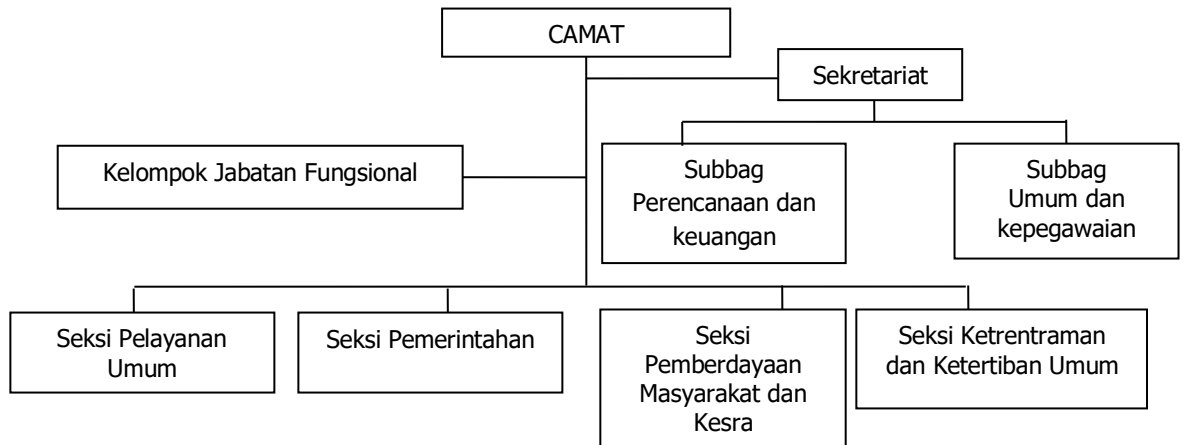 CAMAT
Sekretariat
Kelompok Jabatan Fungsional
Subbag
Perencanaan dan
keuangan
Subbag
Umum dan
kepegawaian
Seksi Pelayanan
Umum
Seksi Pemerintahan
Seksi
Pemberdayaan
Masyarakat dan
Kesra
Seksi Ketrentraman
dan Ketertiban Umum